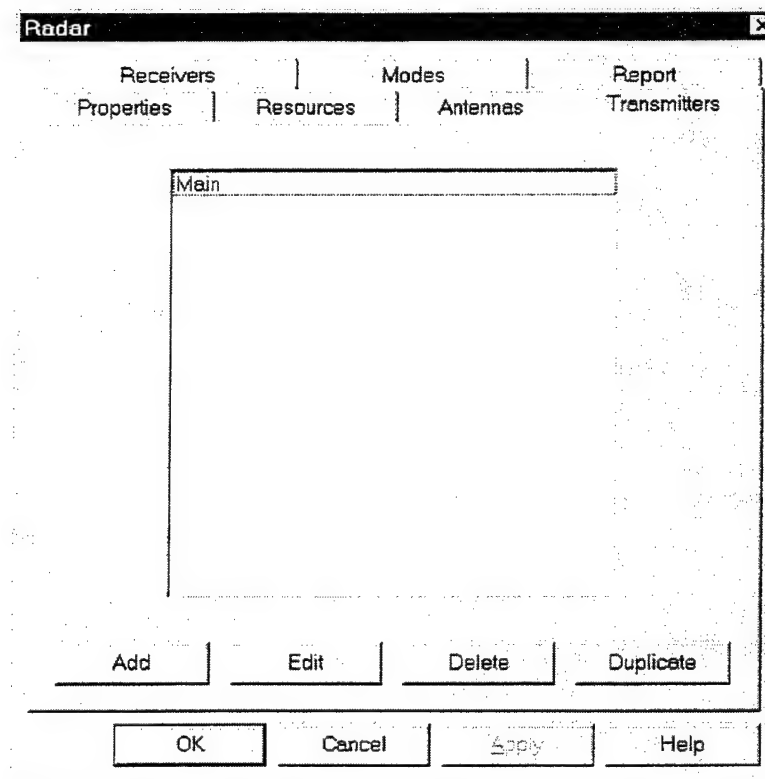 Radar
Receivers Modes Report
Properties Resources Antennas Transmitters
Main
Add Edit Delete Duplicate
OK Cancel Apply Help